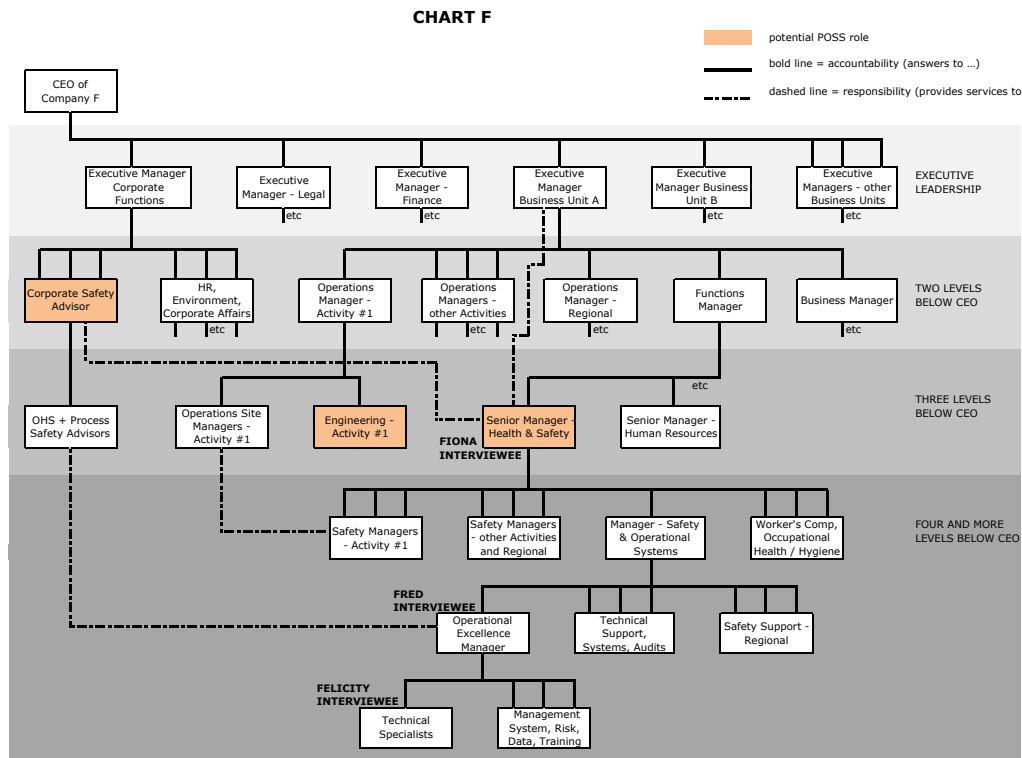 CHART F
potential POSS role
bold line = accountability (answers to ...)
dashed line = responsibility (provides services to
CEO of
Company F
Executive Manager
Corporate
Functions
Executive
Manager - Legal
Executive
Manager -
Finance
Executive
Manager
Business Unit A
Executive
Manager Business
Unit B
Executive
Managers - other
Business Units
EXECUTIVE
LEADERSHIP
etc
etc
etc
etc
Corporate Safety
Advisor
HR,
Environment,
Corporate Affairs
Operations
Manager -
Activity #1
Operations
Managers -
other Activities
Operations
Manager -
Regional
Functions
Manager
Business Manager
TWO LEVELS
BELOW CEO
etc
etc
etc
etc
etc
OHS + Process
Safety Advisors
Operations Site
Managers -
Activity #1
Engineering -
Activity #1
Senior Manager -
Health & Safety
Senior Manager -
Human Resources
THREE LEVELS
BELOW CEO
FIONA
INTERVIEWEE
Safety Managers
- Activity #1
Safety Managers
- other Activities
and Regional
Manager - Safety
& Operational
Systems
Worker's Comp,
Occupational
Health / Hygiene
FOUR AND MORE
LEVELS BELOW CEO
FRED
INTERVIEWEE
Operational
Excellence
Manager
Technical
Support,
Systems, Audits
Safety Support -
Regional
FELICITY
INTERVIEWEE
Technical
Specialists
Management
System, Risk,
Data, Training